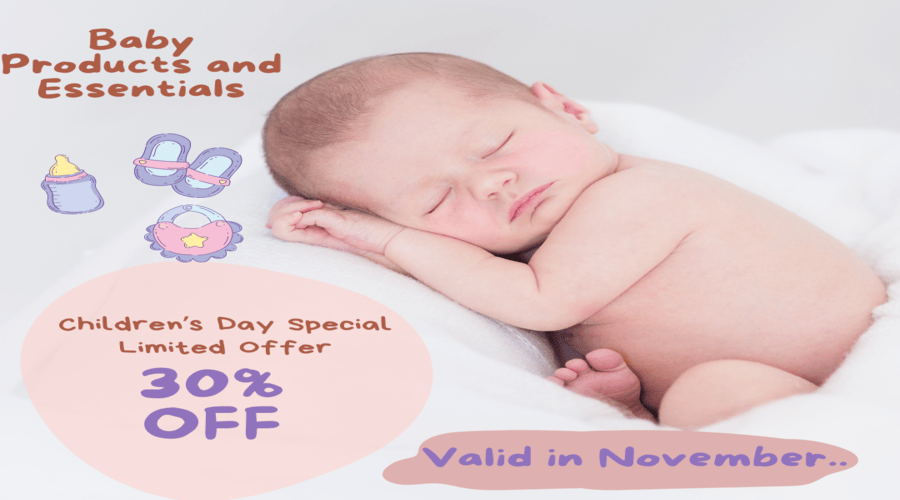 Baby
Products and
Essentials
Children's Day Special
Limited Offer
30%
OFF
Valid in November..